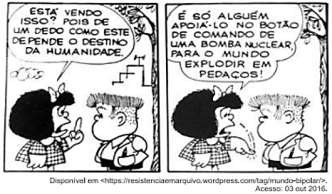 ESTÁ VENDO
ISSO? POIS DE
UM DEDO COMO ESTE
DEPENDE O DESTINO
DA HUMANIDADE.
É SÓ ALGUÉM
APOIÁ-LO NO BOTÃO
DE COMANDO DE
UMA BOMBA NUCLEAR,
PARA O MUNDO
EXPLODIR EM
PEDAÇOS!
Disponível em <https://resistenciaemarquivo.wordpress.com/tag/mundo-bipolar/>.
Acesso: 03 out 2016.